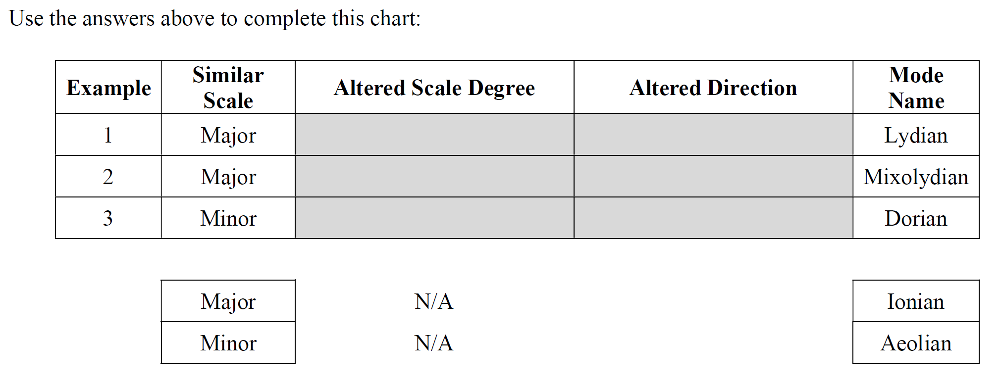 Use the answers above to complete this chart:
Example Similar Scale Altered Scale Degree Altered Direction Mode Name
1 Major Lydian
2 Major Mixolydian
3 Minor Dorian
Major N/A Ionian
Minor N/A Aeolian